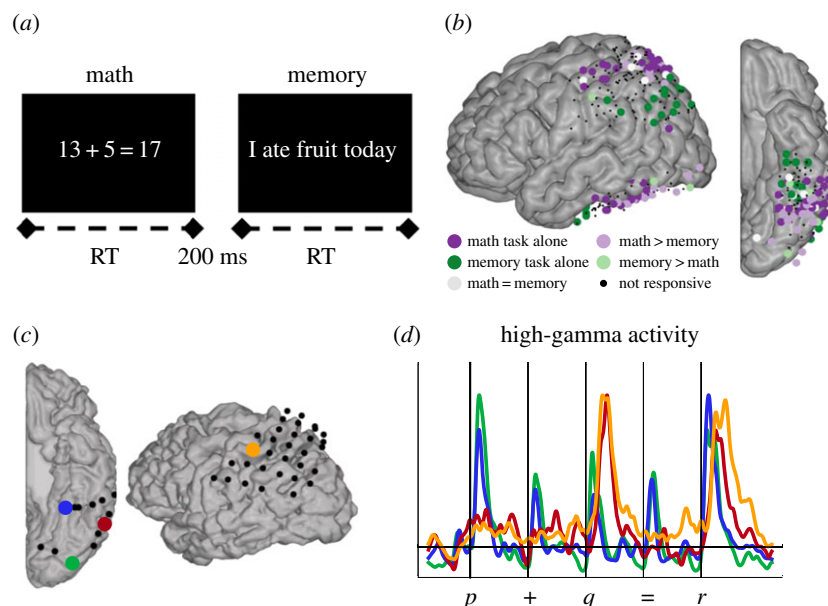 (a)
math
memory
13 + 5 = 17
I ate fruit today
RT
200 ms
RT
(b)
math task alone
math > memory
memory task alone
memory > math
math = memory
not responsive
(c)
(d)
high-gamma activity
p + q = r